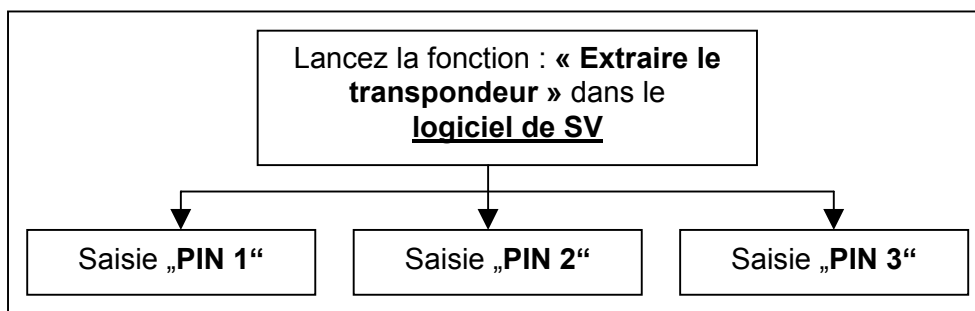 Lancez la fonction : « Extraire le
transpondeur » dans le
logiciel de SV
Saisie „PIN 1“
Saisie „PIN 2“
Saisie „PIN 3“